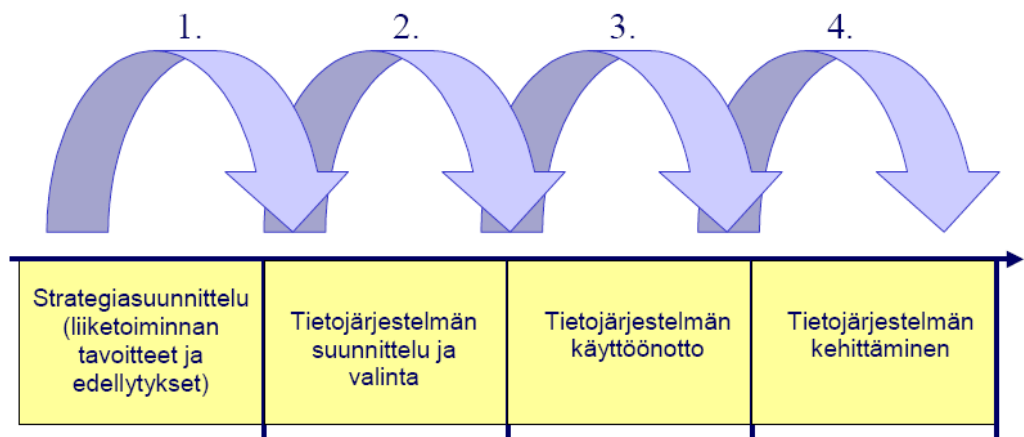 1.
2.
3.
4.
Strategiasuunnittelu
(liiketoiminnan
tavoitteet ja
edellytykset)
Tietojärjestelmän
suunnittelu ja
valinta
Tietojärjestelmän
käyttöönotto
Tietojärjestelmän
kehittäminen